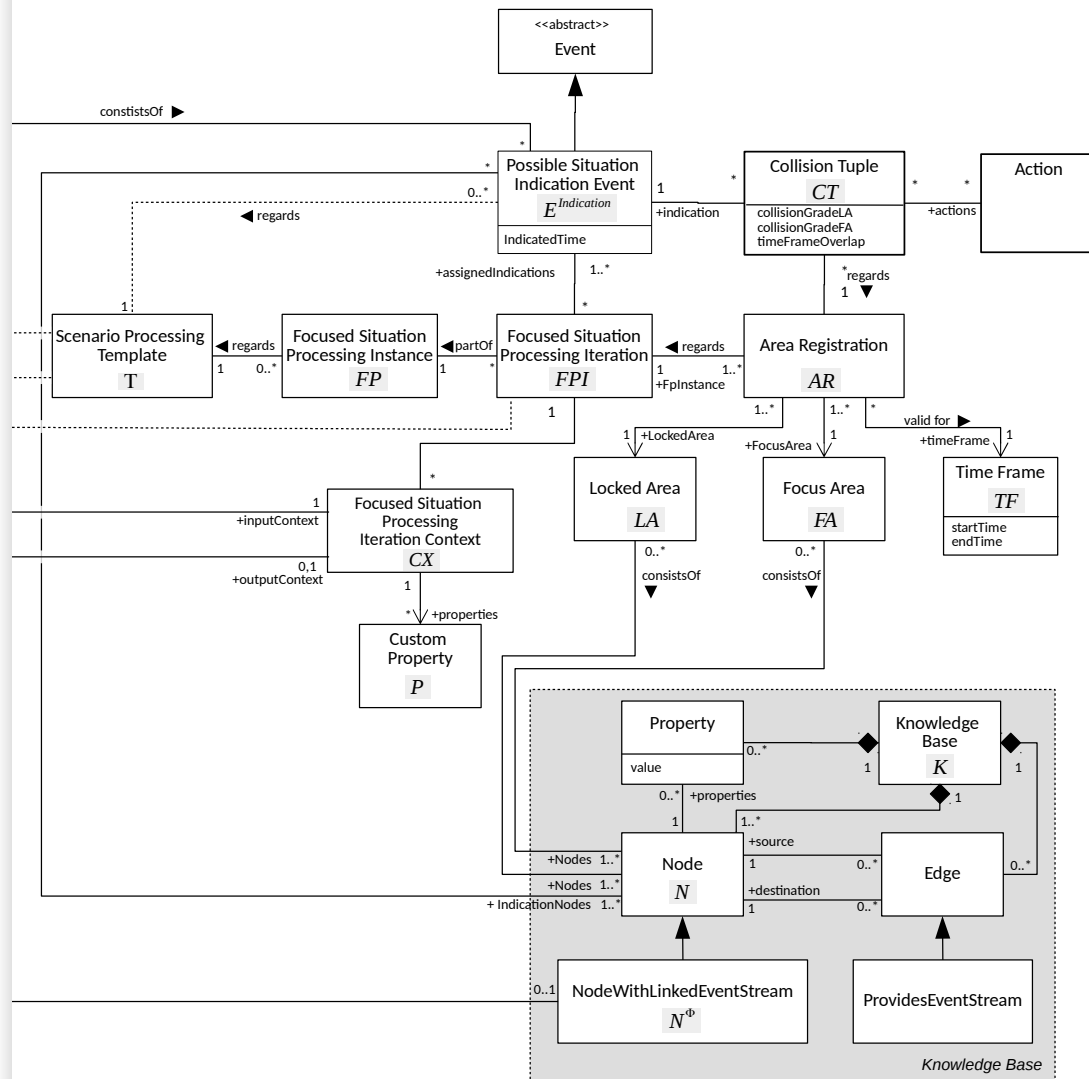 <<abstract>>
Event
constistsOf
*
*
*
0..*
regards
1
Possible Situation
Indication Event
E^Indication
IndicatedTime
1
+indication
*
Collision Tuple
CT
collisionGradeLA
collisionGradeFA
timeFrameOverlap
*
*
+actions
Action
+assignedIndications
1..*
*
*
regards
1
Scenario Processing
Template
T
regards
1
0..*
Focused Situation
Processing Instance
FP
partOf
1
*
Focused Situation
Processing Iteration
FPI
regards
1
1..*
+FpInstance
Area Registration
AR
1
*
1..*
1..*
*
1
+LockedArea
+FocusArea
1
valid for
+timeFrame
1
Locked Area
LA
Focus Area
FA
Time Frame
TF
startTime
endTime
1
+inputContext
0,1
+outputContext
Focused Situation
Processing
Iteration Context
CX
1
*
+properties
Custom
Property
P
0..*
consistsOf
0..*
consistsOf
Property
value
0..*
1
Knowledge
Base
K
1
1
0..*
+properties
1
1..*
+source
1
0..*
+destination
1
0..*
0..*
+Nodes 1..*
+Nodes 1..*
+ IndicationNodes 1..*
Node
N
Edge
0..1
NodeWithLinkedEventStream
N^Φ
ProvidesEventStream
Knowledge Base